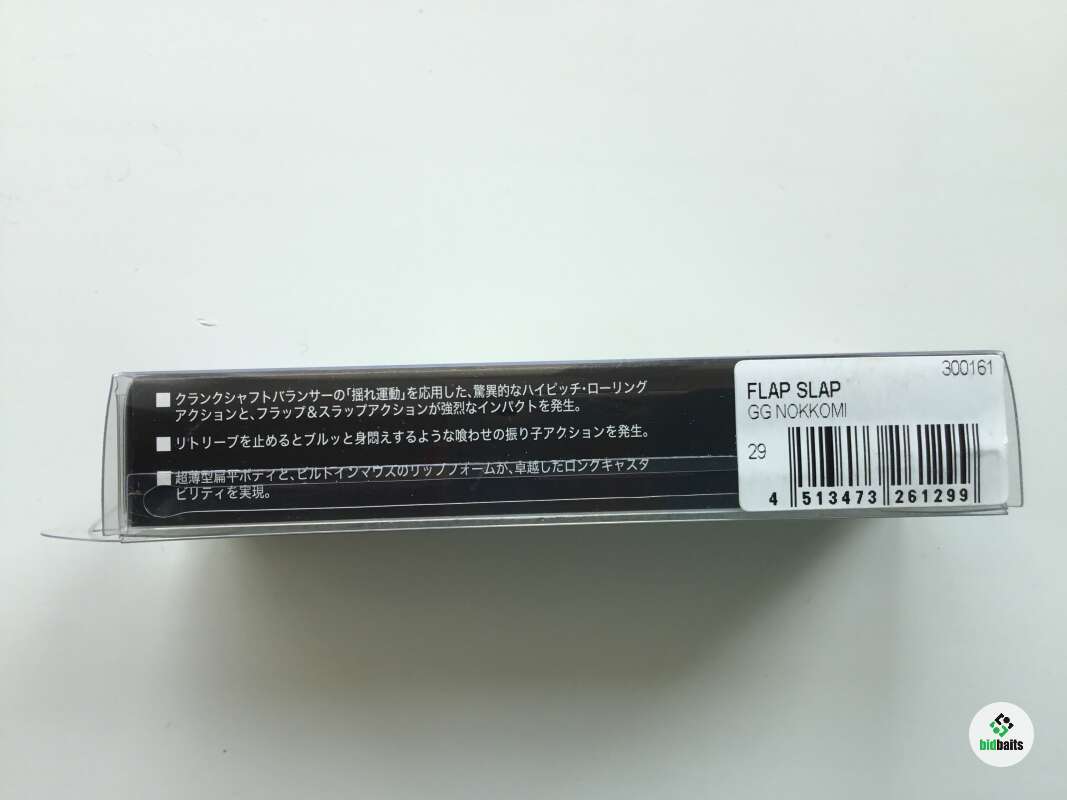 ■ クランクシャフトバランサーの「揺れ運動」を応用した、驚異的なハイピッチ・ローリング
アクションと、フラップ&スラップアクションが強烈なインパクトを発生。
■ リトリーブを止めるとブルッと身悶えするような喰わせの振り子アクションを発生。
■ 超薄型扁平ボディと、ビルトインマウスのリップフォームが、卓越したロングキャスタ
ビリティを実現。
300161
FLAP SLAP
GG NOKKOMI
29
4 513473 261299
bidbaits